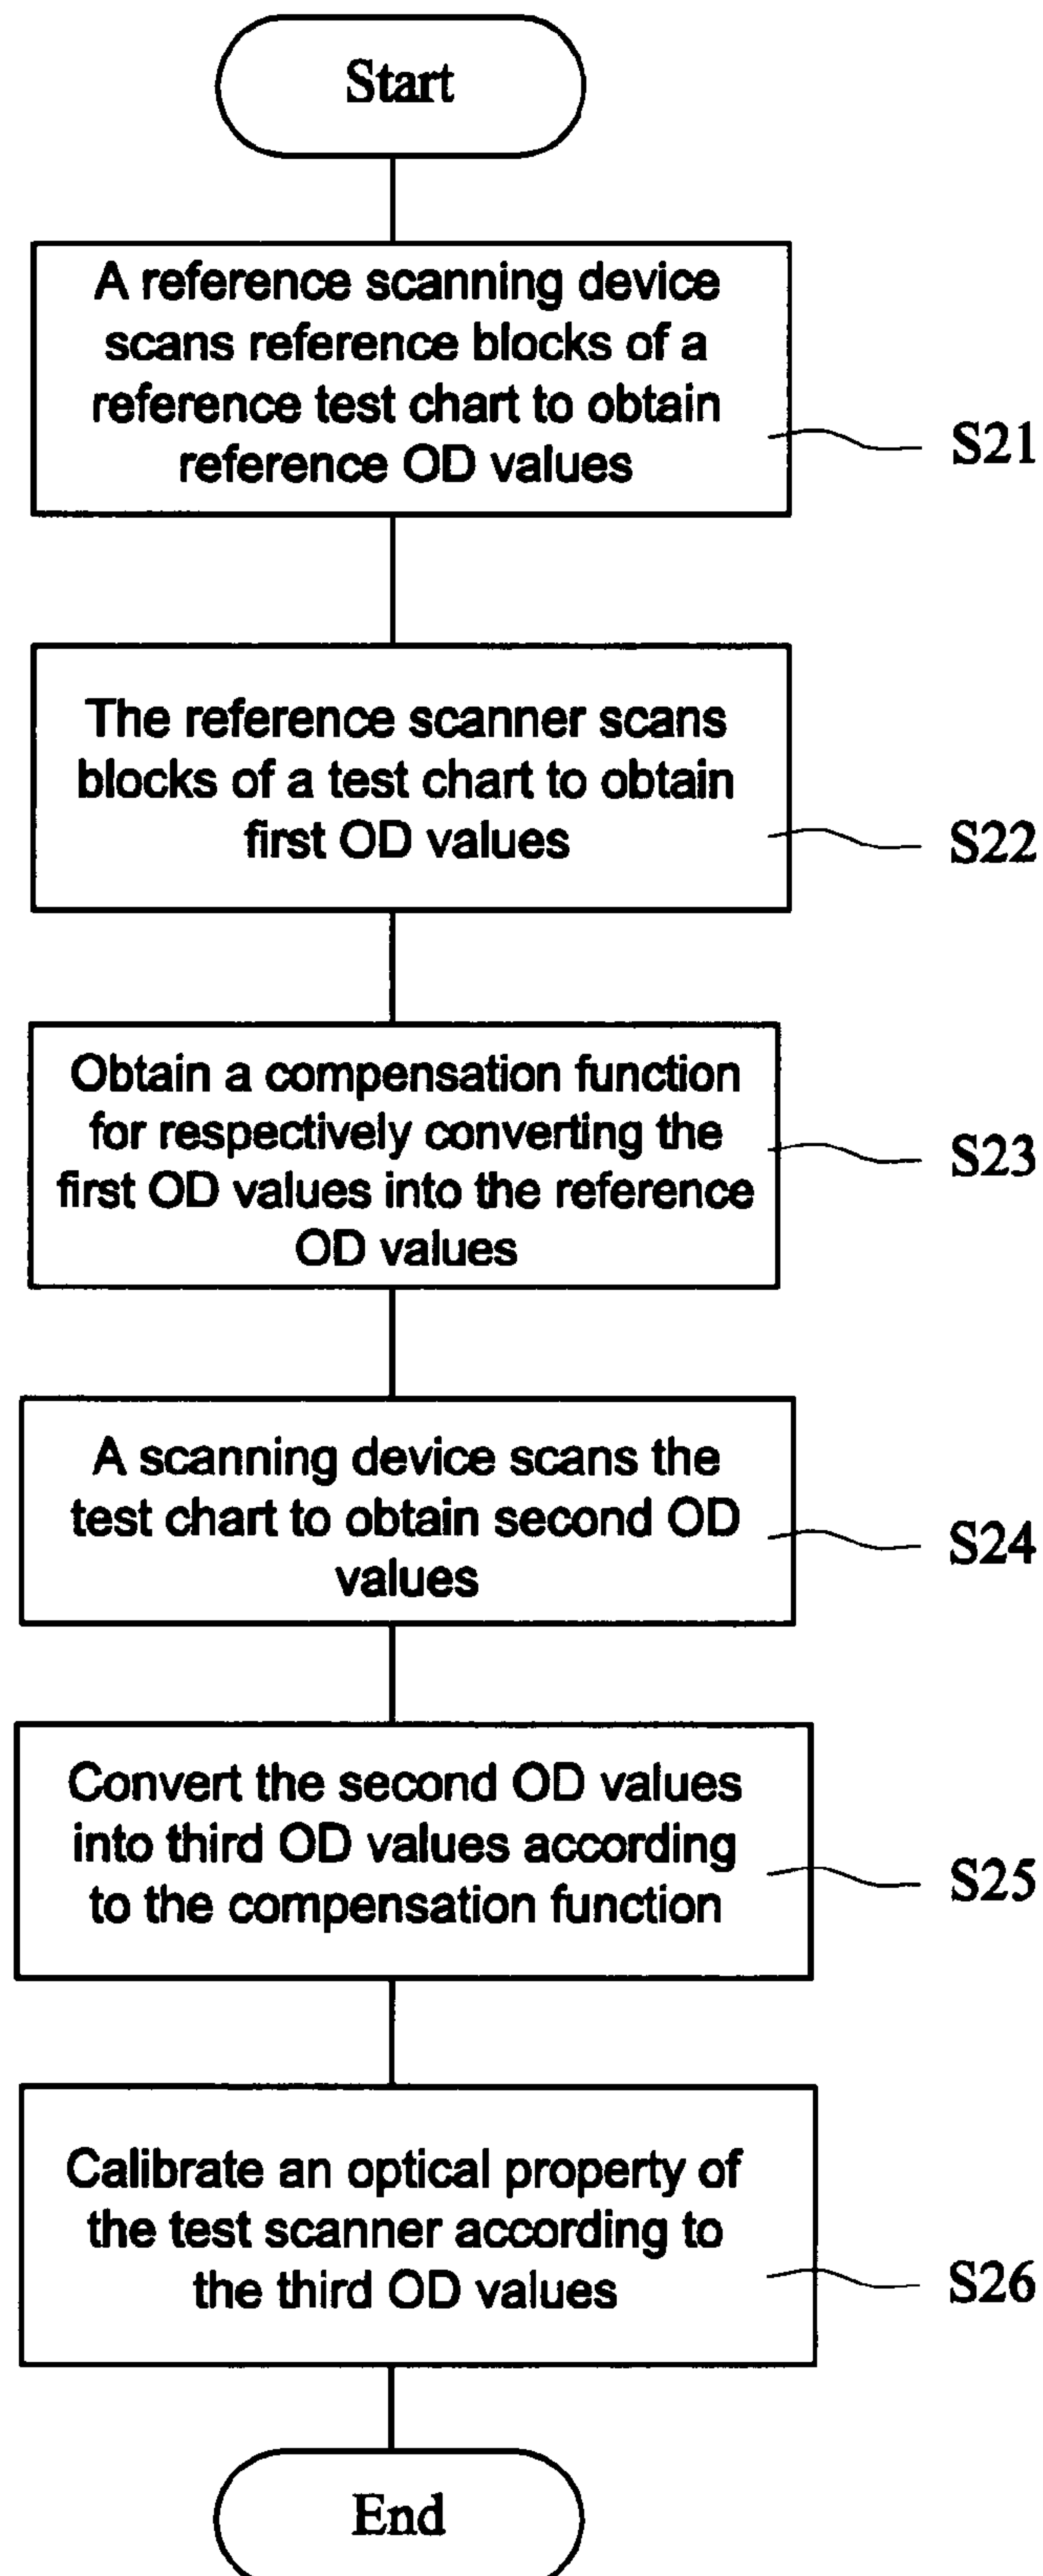 Start
A reference scanning device
scans reference blocks of a
reference test chart to obtain
reference OD values
S21
The reference scanner scans
blocks of a test chart to obtain
first OD values
S22
Obtain a compensation function
for respectively converting the
first OD values into the reference
OD values
S23
A scanning device scans the
test chart to obtain second OD
values
S24
Convert the second OD values
into third OD values according
to the compensation function
S25
Calibrate an optical property of
the test scanner according to
the third OD values
S26
End